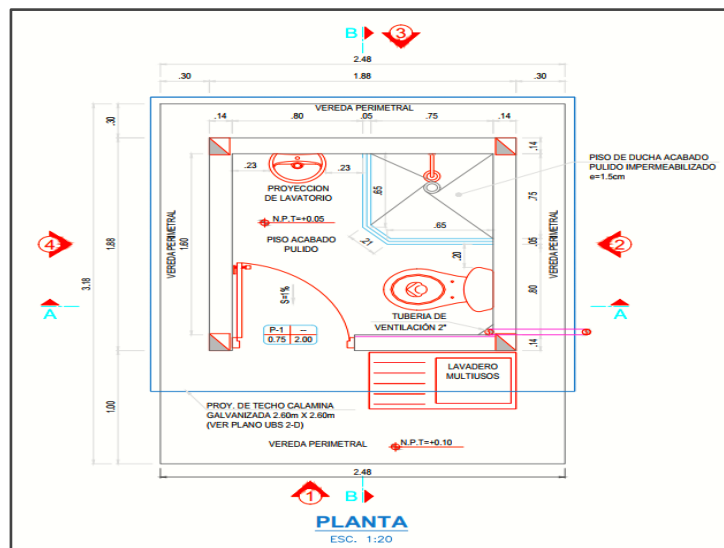 B
3
2.48
.30
1.88
.30
VEREDA PERIMETRAL
.14
.80
.05
.75
.14
.30
.14
.23
.23
PROYECCION
DE LAVATORIO
.65
PISO DE DUCHA ACABADO
PULIDO IMPERMEABILIZADO
e=1.5cm
.75
N.P.T=+0.05
.65
PISO ACABADO
PULIDO
.21
.20
.05
4
VEREDA PERIMETRAL
1.60
1.88
3.18
VEREDA PERIMETRAL
2
A
A
S=1%
.80
TUBERIA DE
VENTILACIÓN 2"
P-1
--
0.75
2.00
.14
LAVADERO
MULTIUSOS
1.00
PROY. DE TECHO CALAMINA
GALVANIZADA 2.60m X 2.60m
(VER PLANO UBS 2-D)
VEREDA PERIMETRAL
N.P.T=+0.10
2.48
1
B
PLANTA
ESC. 1:20